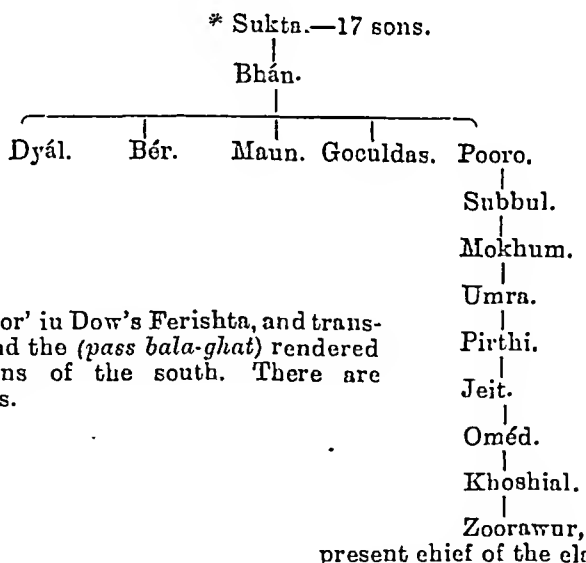 * Sukta.—17 sons.
Bhán.
Dyál. Bér. Maun. Goculdas. Pooro.
Subbul.
Mokhum.
Umra.
or' iu Dow's Ferishta, and trans-
Pirthi.
nd the (pass bala-ghat) rendered
ns of the south. There are
Jeit.
s.
Oméd.
Khoshial.
Zoorawur,
present chief of the cla